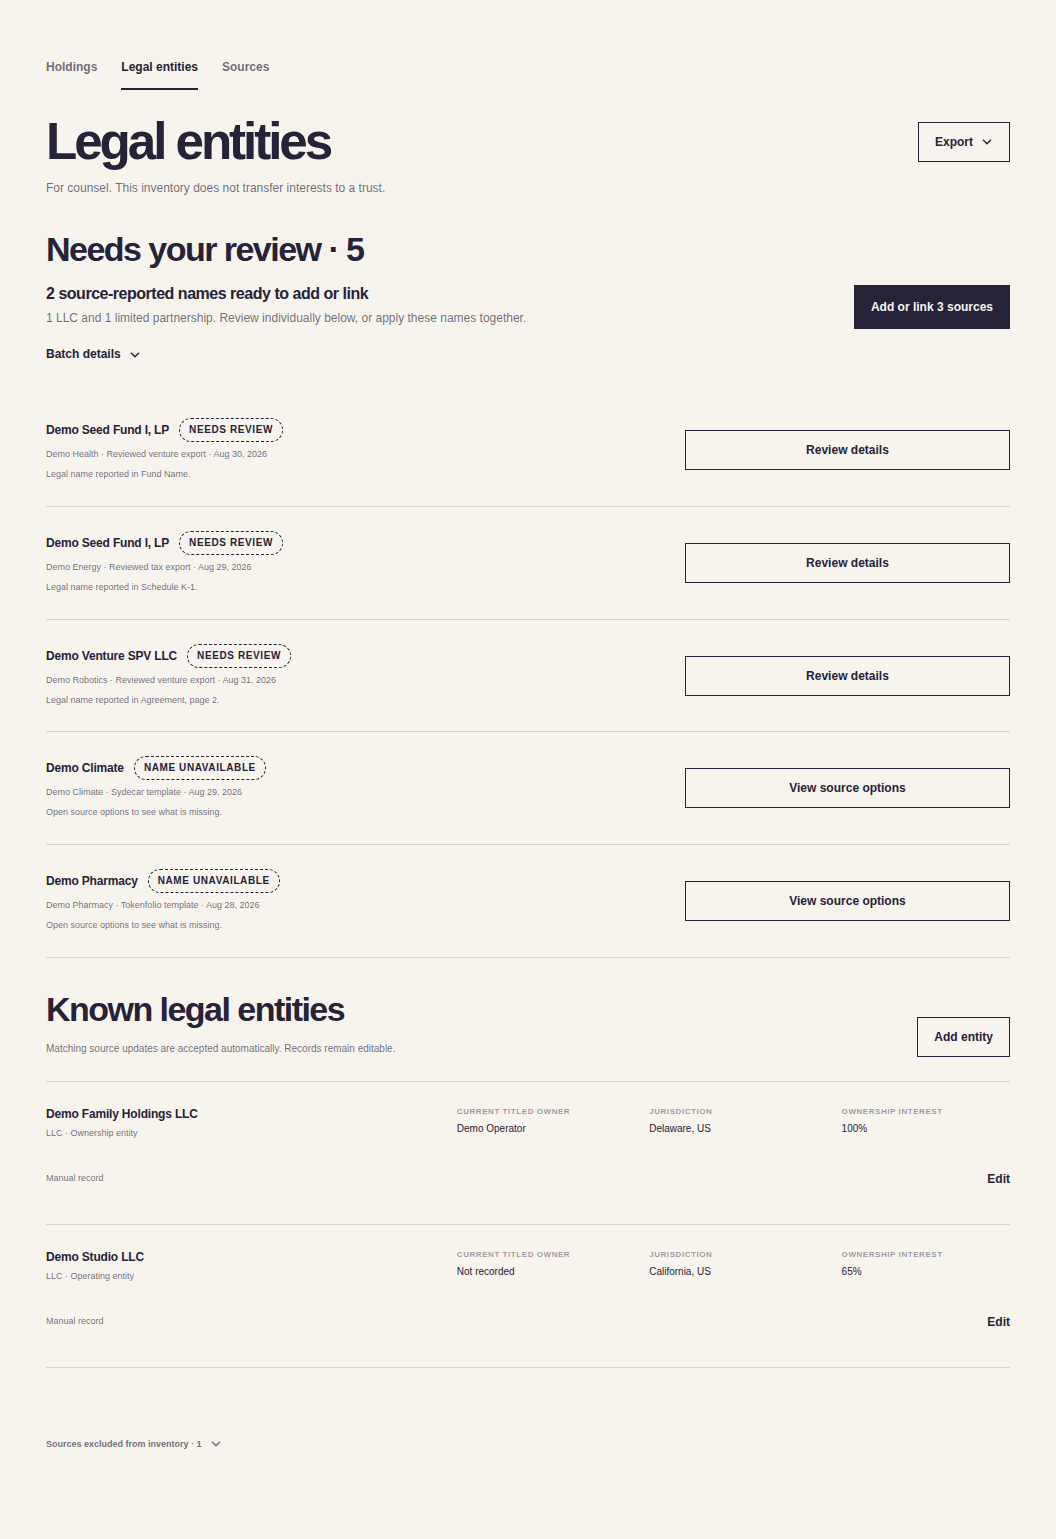 Holdings Legal entities Sources
Legal entities
Export
For counsel. This inventory does not transfer interests to a trust.
Needs your review · 5
2 source-reported names ready to add or link
1 LLC and 1 limited partnership. Review individually below, or apply these names together.
Add or link 3 sources
Batch details
Demo Seed Fund I, LP NEEDS REVIEW
Demo Health · Reviewed venture export · Aug 30, 2026
Legal name reported in Fund Name.
Review details
Demo Seed Fund I, LP NEEDS REVIEW
Demo Energy · Reviewed tax export · Aug 29, 2026
Legal name reported in Schedule K-1.
Review details
Demo Venture SPV LLC NEEDS REVIEW
Demo Robotics · Reviewed venture export · Aug 31, 2026
Legal name reported in Agreement, page 2.
Review details
Demo Climate NAME UNAVAILABLE
Demo Climate · Sydecar template · Aug 29, 2026
Open source options to see what is missing.
View source options
Demo Pharmacy NAME UNAVAILABLE
Demo Pharmacy · Tokenfolio template · Aug 28, 2026
Open source options to see what is missing.
View source options
Known legal entities
Matching source updates are accepted automatically. Records remain editable.
Add entity
Demo Family Holdings LLC
LLC · Ownership entity
CURRENT TITLED OWNER
Demo Operator
JURISDICTION
Delaware, US
OWNERSHIP INTEREST
100%
Manual record
Edit
Demo Studio LLC
LLC · Operating entity
CURRENT TITLED OWNER
Not recorded
JURISDICTION
California, US
OWNERSHIP INTEREST
65%
Manual record
Edit
Sources excluded from inventory · 1